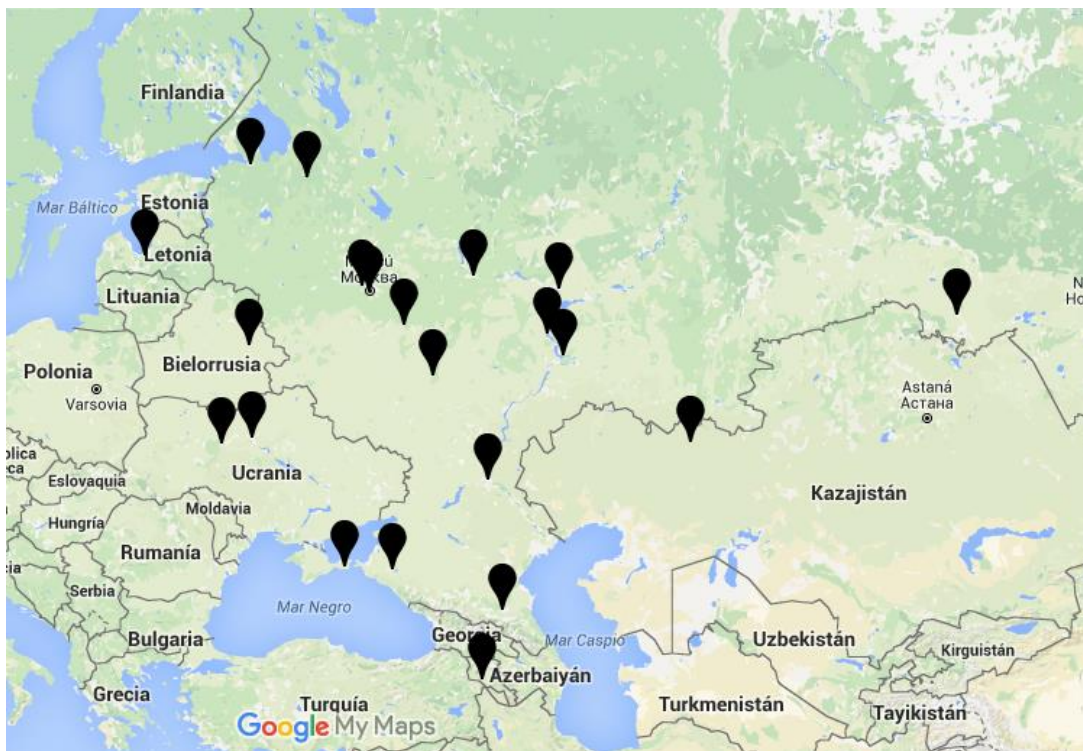 Finlandia
Mar Báltico
Estonia
Letonia
Москва
Lituania
Bielorrusia
Polonia
Varsovia
Astaná
Астана
Ucrania
Eslovaquia
Kazajistán
Moldavia
Hungría
Rumanía
Serbia
Mar Negro
Bulgaria
Georgia
Mar Caspio
Uzbekistán
Kirguistán
Azerbaiyán
Grecia
Turquía
Turkmenistán
Tayikistán
Google My Maps